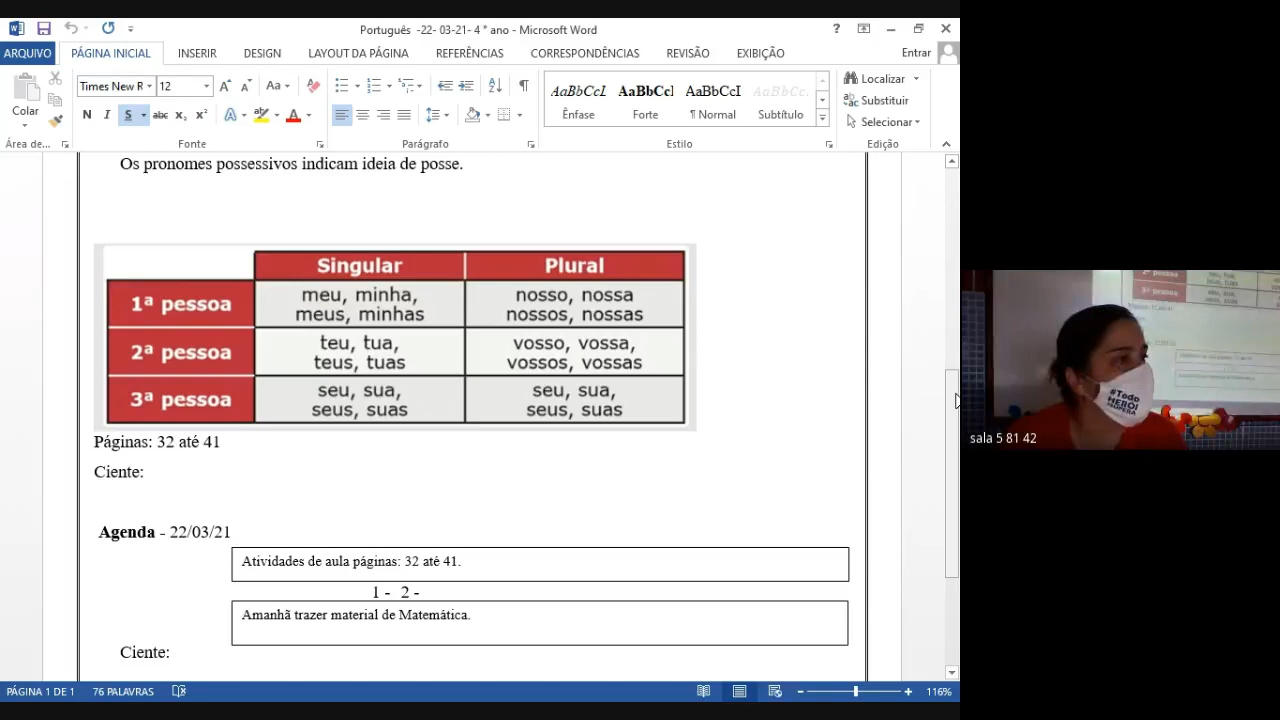 Português -22- 03-21- 4 ° ano - Microsoft Word
ARQUIVO PÁGINA INICIAL INSERIR DESIGN LAYOUT DA PÁGINA REFERÊNCIAS CORRESPONDÊNCIAS REVISÃO EXIBIÇÃO Entrar
Times New R 12
Colar
N I S abc x₂ x²
AaBbCcI AaBbCcl AaBbCcI AaBbCc.
Ênfase Forte ¶ Normal Subtítulo
Localizar
Substituir
Selecionar
Área de... Fonte Parágrafo Estilo Edição
Os pronomes possessivos indicam ideia de posse.
Singular Plural
1ª pessoa meu, minha, nosso, nossa
meus, minhas nossos, nossas
2ª pessoa teu, tua, vosso, vossa,
teus, tuas vossos, vossas
3ª pessoa seu, sua, seu, sua,
seus, suas seus, suas
Páginas: 32 até 41
Ciente:
Agenda - 22/03/21
Atividades de aula páginas: 32 até 41.
1 - 2 -
Amanhã trazer material de Matemática.
Ciente:
PÁGINA 1 DE 1 76 PALAVRAS 116%
#Todo
HERÓI
sala 5 81 42